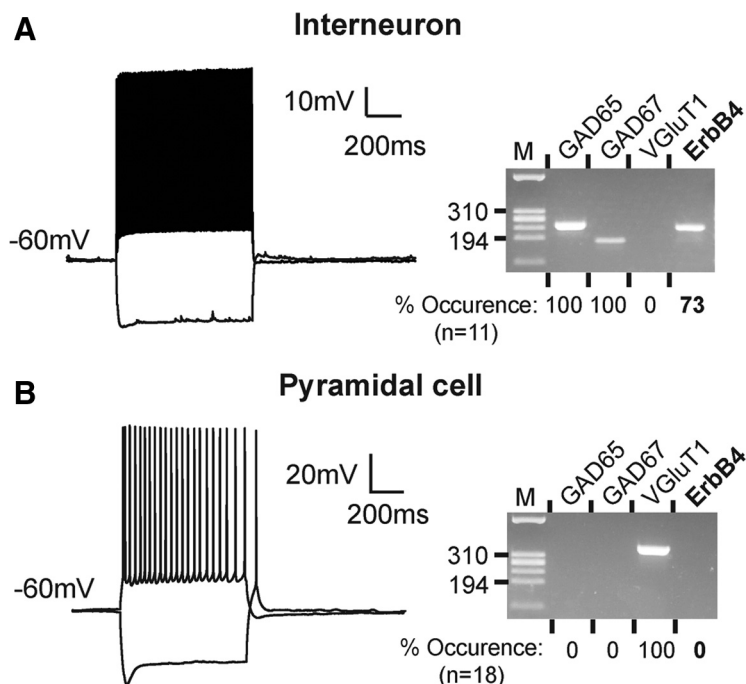 A
Interneuron
10mV
200ms
-60mV
M GAD65 GAD67 VGluT1 ErbB4
310
194
% Occurence: 100 100 0 73
(n=11)
B
Pyramidal cell
20mV
200ms
-60mV
M GAD65 GAD67 VGluT1 ErbB4
310
194
% Occurence: 0 0 100 0
(n=18)